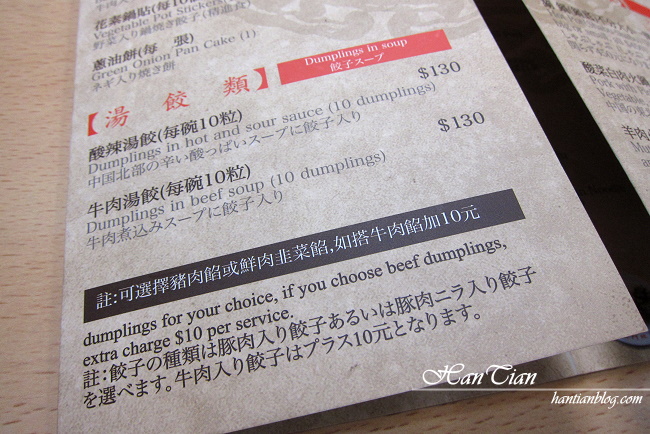 花素鍋貼(每10粒)
Vegetable Pot Stickers
野菜入り鍋焼き餃子(精進食)
蔥油餅(每 張)
Green Onion Pan Cake (1)
ネギ入り焼き餅
【湯餃類】
Dumplings in soup
餃子スープ
酸辣湯餃(每碗10粒) $130
Dumplings in hot and sour sauce (10 dumplings)
中国北部の辛い酸っぱいスープに餃子入り
牛肉湯餃(每碗10粒) $130
Dumplings in beef soup (10 dumplings)
牛肉煮込みスープに餃子入り
註:可選擇豬肉餡或鮮肉韭菜餡,如搭牛肉餡加10元
dumplings for your choice, if you choose beef dumplings,
extra charge $10 per service.
註:餃子の種類は豚肉入り餃子あるいは豚肉ニラ入り餃子
を選べます。牛肉入り餃子はプラス10元となります。
酸菜白肉火鍋
HanTian
hantianblog.com